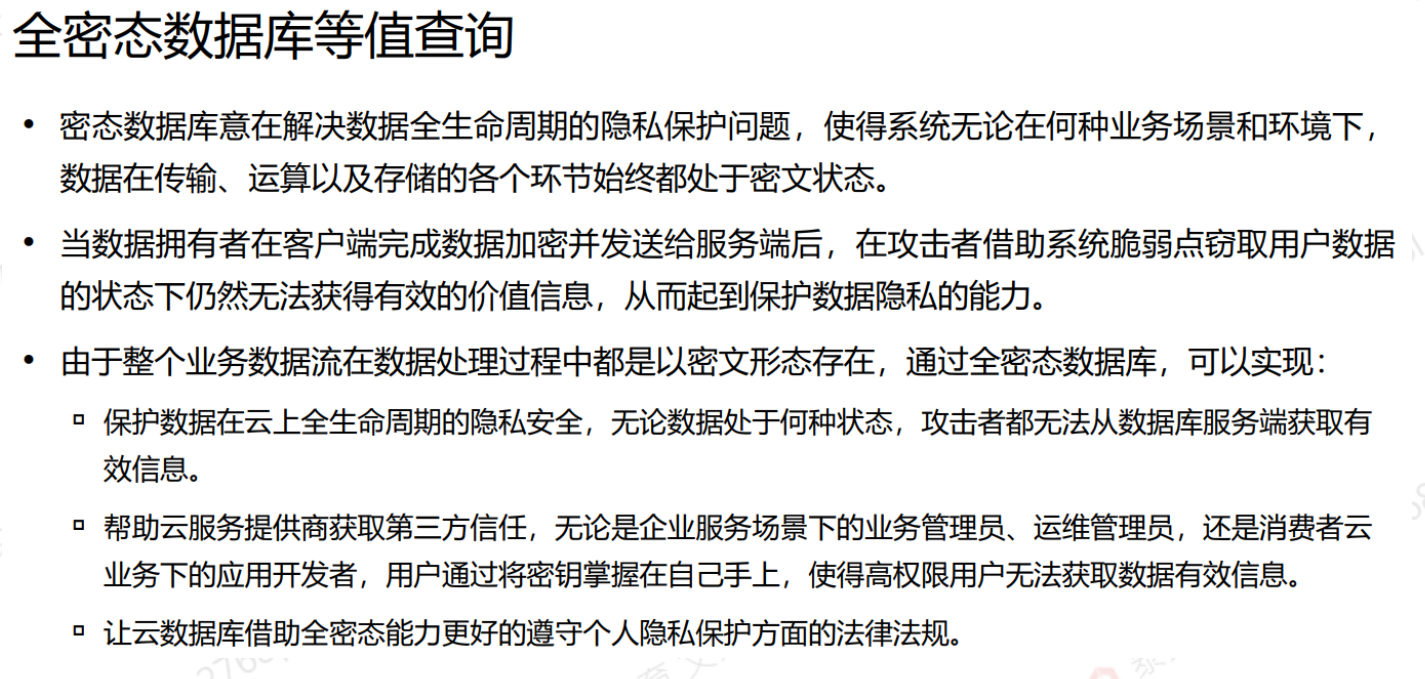 全密态数据库等值查询
• 密态数据库意在解决数据全生命周期的隐私保护问题，使得系统无论在何种业务场景和环境下，
数据在传输、运算以及存储的各个环节始终都处于密文状态。
• 当数据拥有者在客户端完成数据加密并发送给服务端后，在攻击者借助系统脆弱点窃取用户数据
的状态下仍然无法获得有效的价值信息，从而起到保护数据隐私的能力。
• 由于整个业务数据流在数据处理过程中都是以密文形态存在，通过全密态数据库，可以实现：
▫ 保护数据在云上全生命周期的隐私安全，无论数据处于何种状态，攻击者都无法从数据库服务端获取有
效信息。
▫ 帮助云服务提供商获取第三方信任，无论是企业服务场景下的业务管理员、运维管理员，还是消费者云
业务下的应用开发者，用户通过将密钥掌握在自己手上，使得高权限用户无法获取数据有效信息。
▫ 让云数据库借助全密态能力更好的遵守个人隐私保护方面的法律法规。